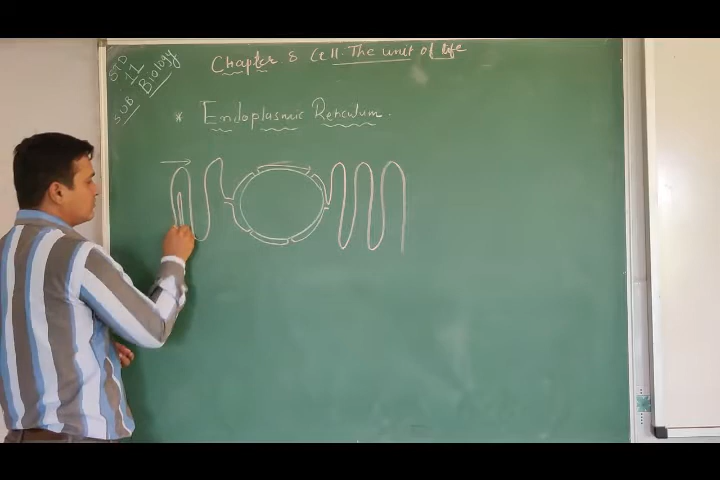 STD 11
SUB Biology
Chapter 8 Cell. The unit of life
* Endoplasmic Reticulum.